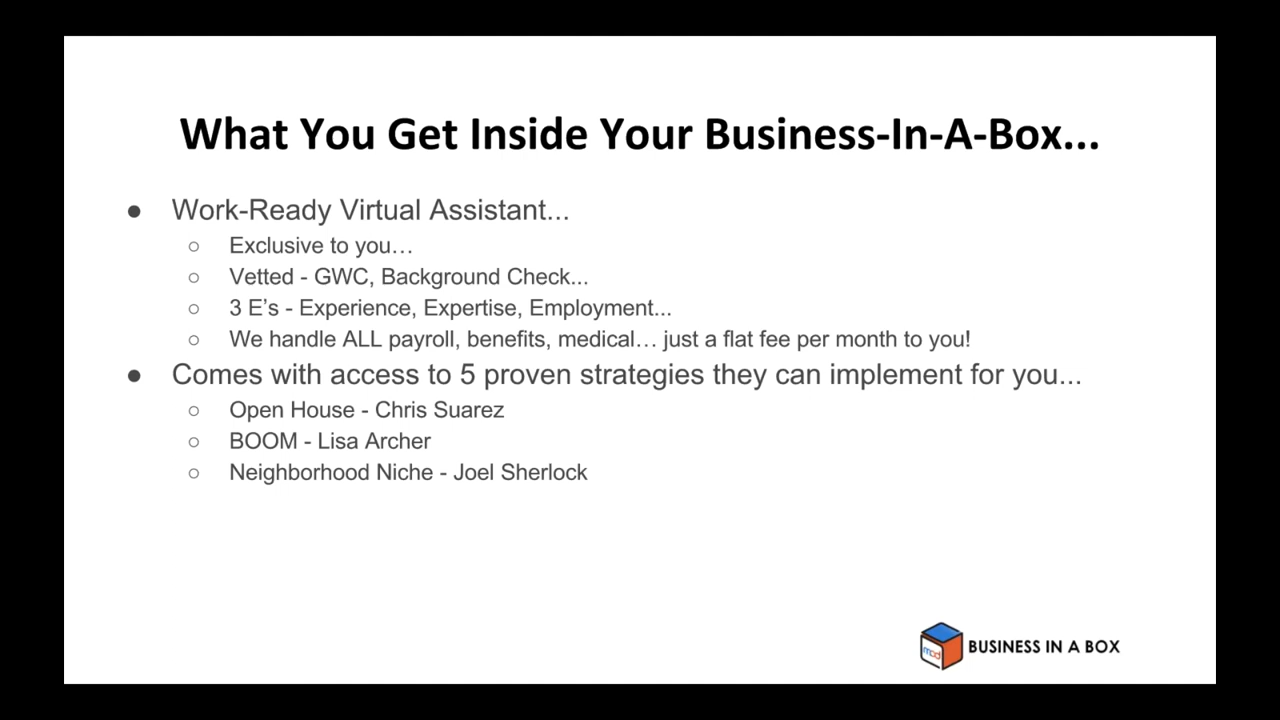 What You Get Inside Your Business-In-A-Box...
● Work-Ready Virtual Assistant...
○ Exclusive to you…
○ Vetted - GWC, Background Check...
○ 3 E’s - Experience, Expertise, Employment...
○ We handle ALL payroll, benefits, medical… just a flat fee per month to you!
● Comes with access to 5 proven strategies they can implement for you...
○ Open House - Chris Suarez
○ BOOM - Lisa Archer
○ Neighborhood Niche - Joel Sherlock
mod BUSINESS IN A BOX